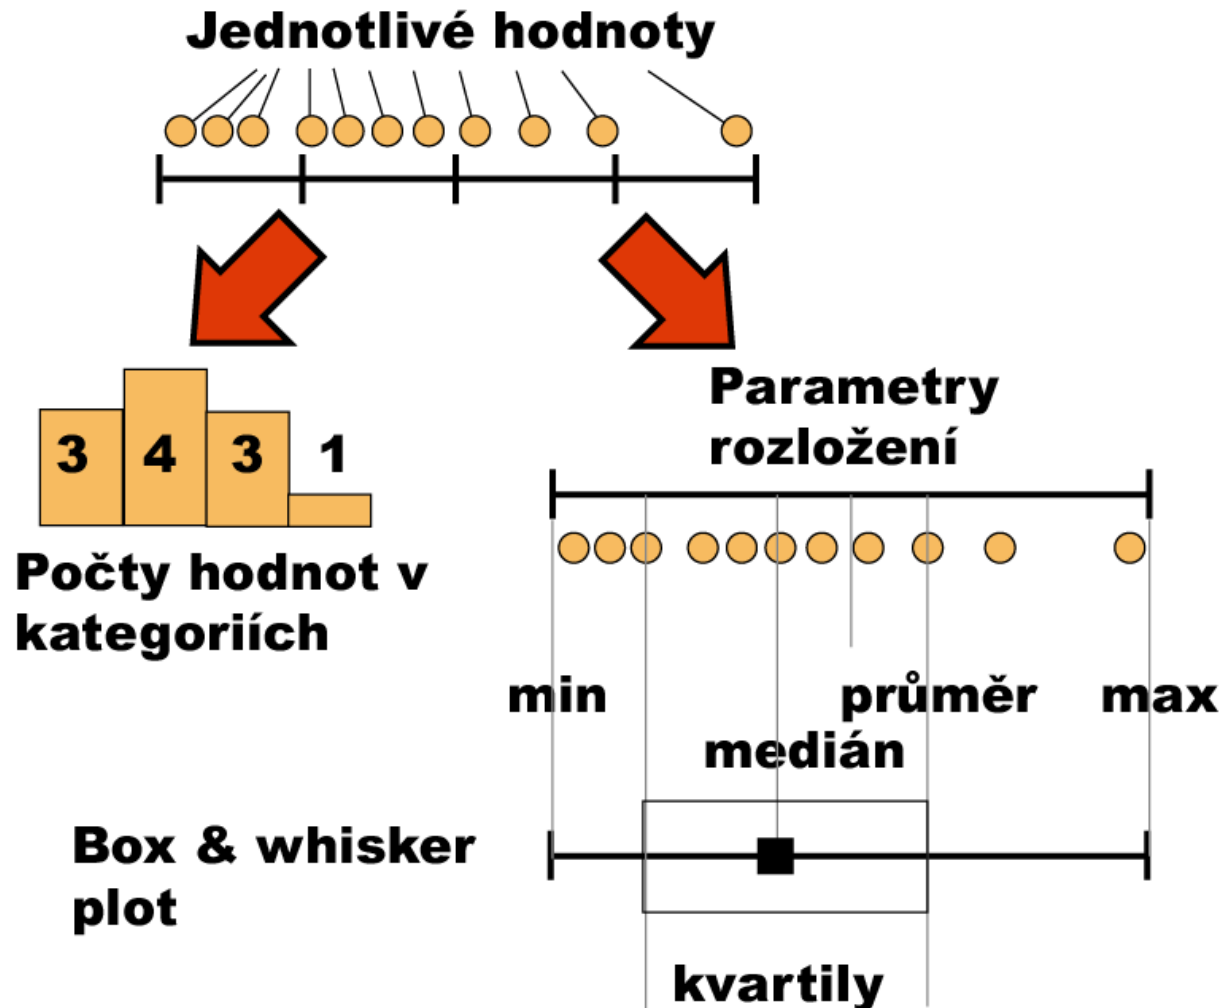 Jednotlivé hodnoty
3 4 3 1
Počty hodnot v
kategoriích
Parametry
rozložení
min průměr max
medián
Box & whisker
plot
kvartily